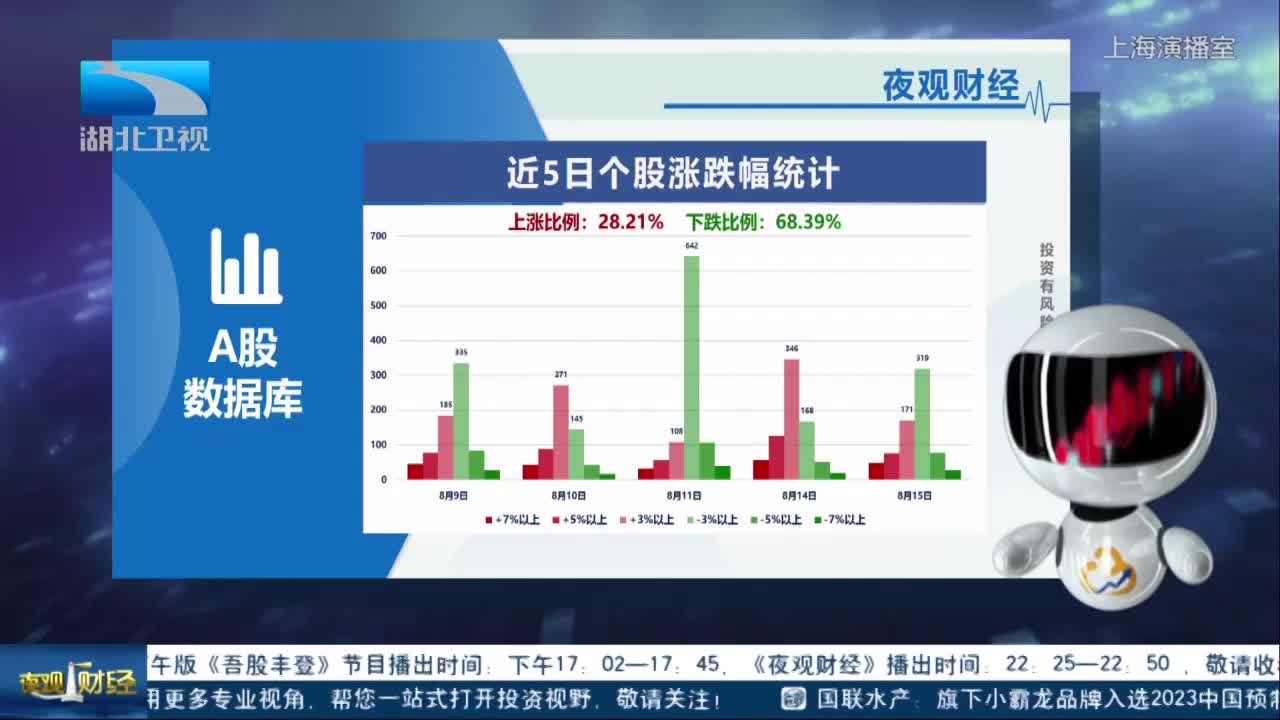 上海演播室
湖北卫视
夜观财经
近5日个股涨跌幅统计
上涨比例：28.21% 下跌比例：68.39%
A股
数据库
投资有风险
700
600
500
400
300
200
100
0
335
185
271
145
642
108
346
168
319
171
8月9日 8月10日 8月11日 8月14日 8月15日
+7%以上 +5%以上 +3%以上 -3%以上 -5%以上 -7%以上
夜观财经
午版《吾股丰登》节目播出时间：下午17：02—17：45，《夜观财经》播出时间：22：25—22：50，敬请收
用更多专业视角，帮您一站式打开投资视野，敬请关注！ 国联水产：旗下小霸龙品牌入选2023中国预制